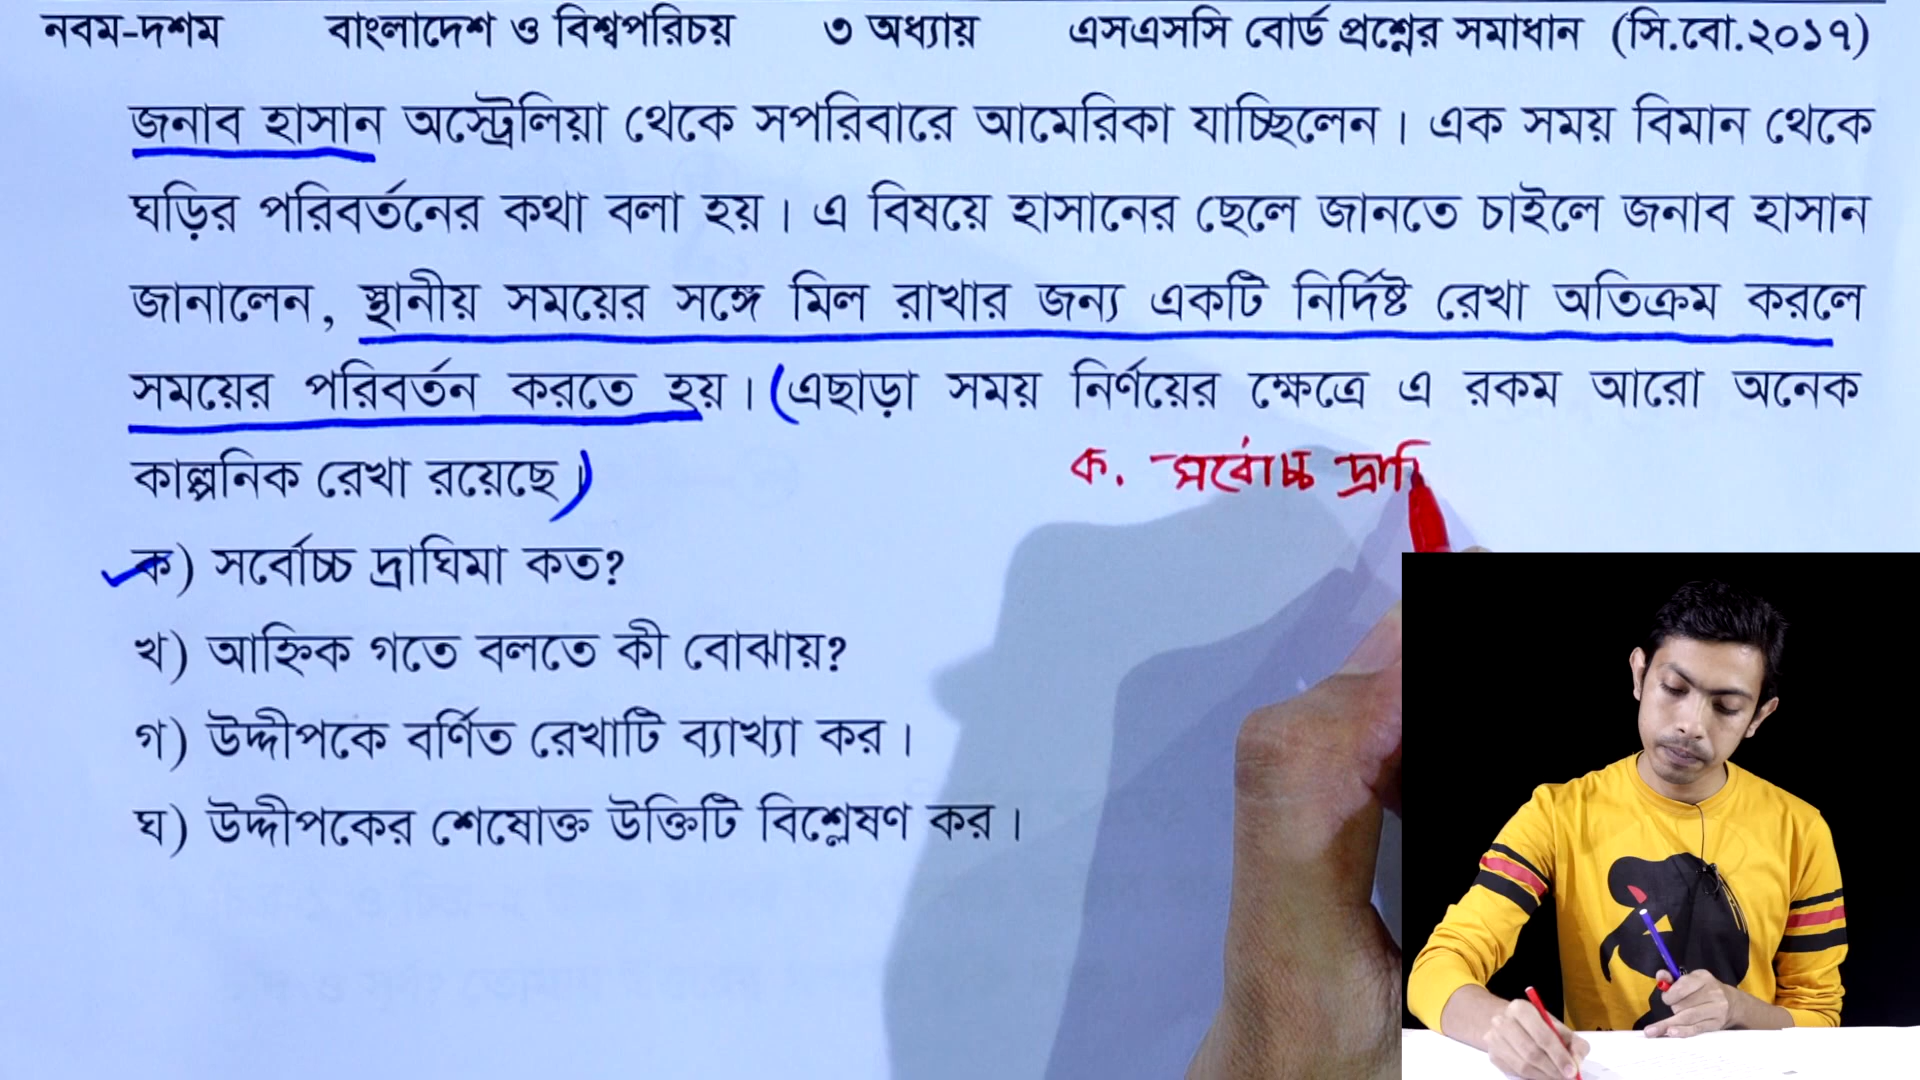 নবম-দশম বাংলাদেশ ও বিশ্বপরিচয় ৩ অধ্যায় এসএসসি বোর্ড প্রশ্নের সমাধান (সি.বো.২০১৭)
জনাব হাসান অস্ট্রেলিয়া থেকে সপরিবারে আমেরিকা যাচ্ছিলেন। এক সময় বিমান থেকে
ঘড়ির পরিবর্তনের কথা বলা হয়। এ বিষয়ে হাসানের ছেলে জানতে চাইলে জনাব হাসান
জানালেন, স্থানীয় সময়ের সঙ্গে মিল রাখার জন্য একটি নির্দিষ্ট রেখা অতিক্রম করলে
সময়ের পরিবর্তন করতে হয়। (এছাড়া সময় নির্ণয়ের ক্ষেত্রে এ রকম আরো অনেক
কাল্পনিক রেখা রয়েছে।)
ক. সর্বোচ্চ দ্রাঘি
ক) সর্বোচ্চ দ্রাঘিমা কত?
খ) আহ্নিক গতে বলতে কী বোঝায়?
গ) উদ্দীপকে বর্ণিত রেখাটি ব্যাখ্যা কর।
ঘ) উদ্দীপকের শেষোক্ত উক্তিটি বিশ্লেষণ কর।